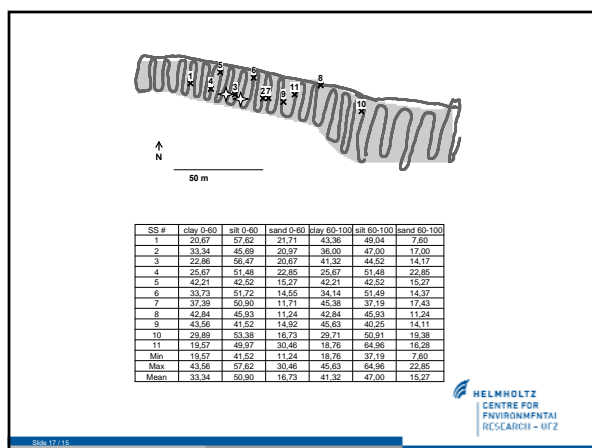 5
6
8
1
4
3
27
9
11
10
N
50 m
SS # clay 0-60 silt 0-60 sand 0-60 clay 60-100 silt 60-100 sand 60-100
1 20,67 57,62 21,71 43,36 49,04 7,60
2 33,34 45,69 20,97 36,00 47,00 17,00
3 22,86 56,47 20,67 41,32 44,52 14,17
4 25,67 51,48 22,85 25,67 51,48 22,85
5 42,21 42,52 15,27 42,21 42,52 15,27
6 33,73 51,72 14,55 34,14 51,49 14,37
7 37,39 50,90 11,71 45,38 37,19 17,43
8 42,84 45,93 11,24 42,84 45,93 11,24
9 43,56 41,52 14,92 45,63 40,25 14,11
10 29,89 53,38 16,73 29,71 50,91 19,38
11 19,57 49,97 30,46 18,76 64,96 16,28
Min 19,57 41,52 11,24 18,76 37,19 7,60
Max 43,56 57,62 30,46 45,63 64,96 22,85
Mean 33,34 50,90 16,73 41,32 47,00 15,27
HELMHOLTZ
CENTRE FOR
ENVIRONMENTAL
RESEARCH – UFZ
Slide 17 / 15